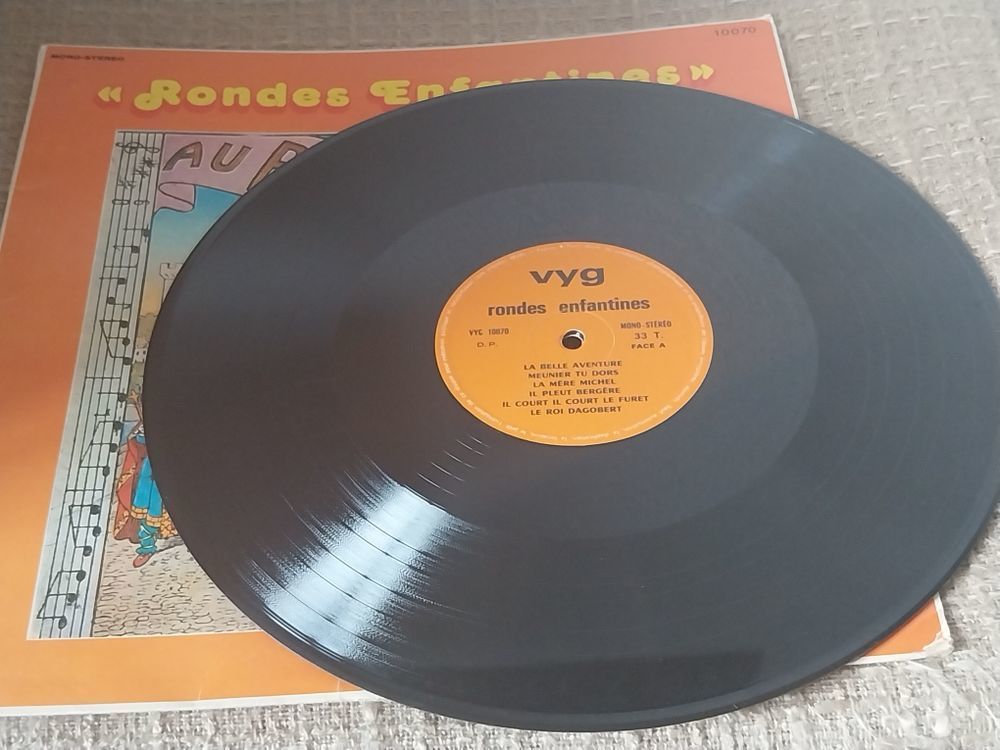 MONO-STEREO
10070
« Rondes Enfantines »
AU
vyg
rondes enfantines
VYG 10070
MONO-STÉRÉO
D.P.
33 T.
FACE A
LA BELLE AVENTURE
MEUNIER TU DORS
LA MÈRE MICHEL
IL PLEUT BERGÈRE
IL COURT IL COURT LE FURET
LE ROI DAGOBERT